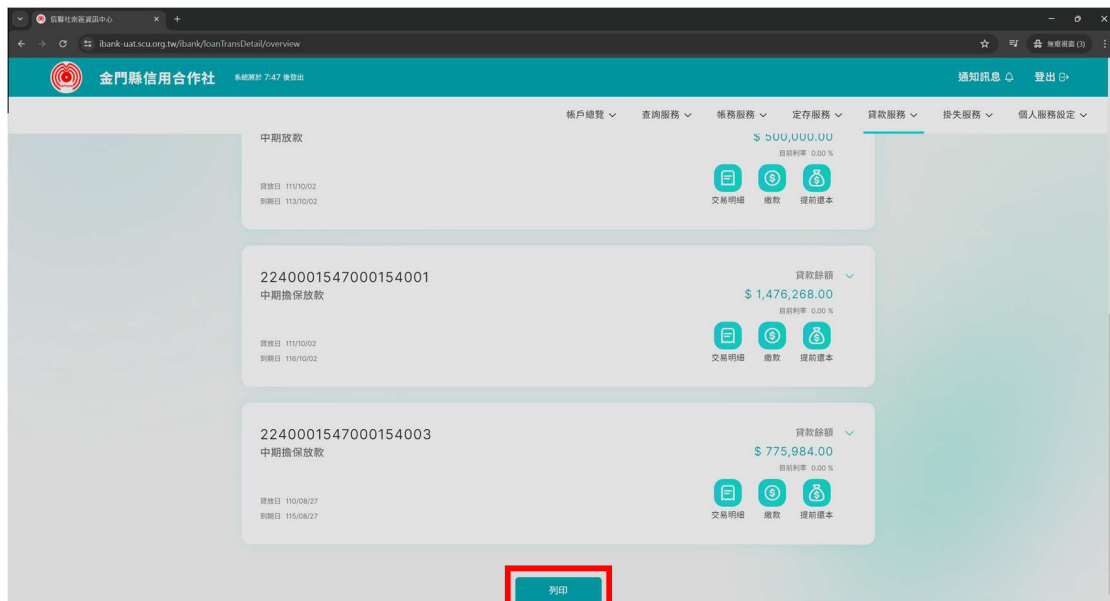 信聯社南區資訊中心
ibank-uat.scu.org.tw/ibank/loanTransDetail/overview
無痕視窗 (3)
金門縣信用合作社 系統將於 7:47 後登出 通知訊息 登出
帳戶總覽 查詢服務 帳務服務 定存服務 貸款服務 掛失服務 個人服務設定
中期放款 $ 500,000.00
目前利率 0.00 %
貸放日 111/10/02
到期日 113/10/02
交易明細 繳款 提前還本
2240001547000154001 貸款餘額
中期擔保放款 $ 1,476,268.00
目前利率 0.00 %
貸放日 111/10/02
到期日 116/10/02
交易明細 繳款 提前還本
2240001547000154003 貸款餘額
中期擔保放款 $ 775,984.00
目前利率 0.00 %
貸放日 110/08/27
到期日 115/08/27
交易明細 繳款 提前還本
列印